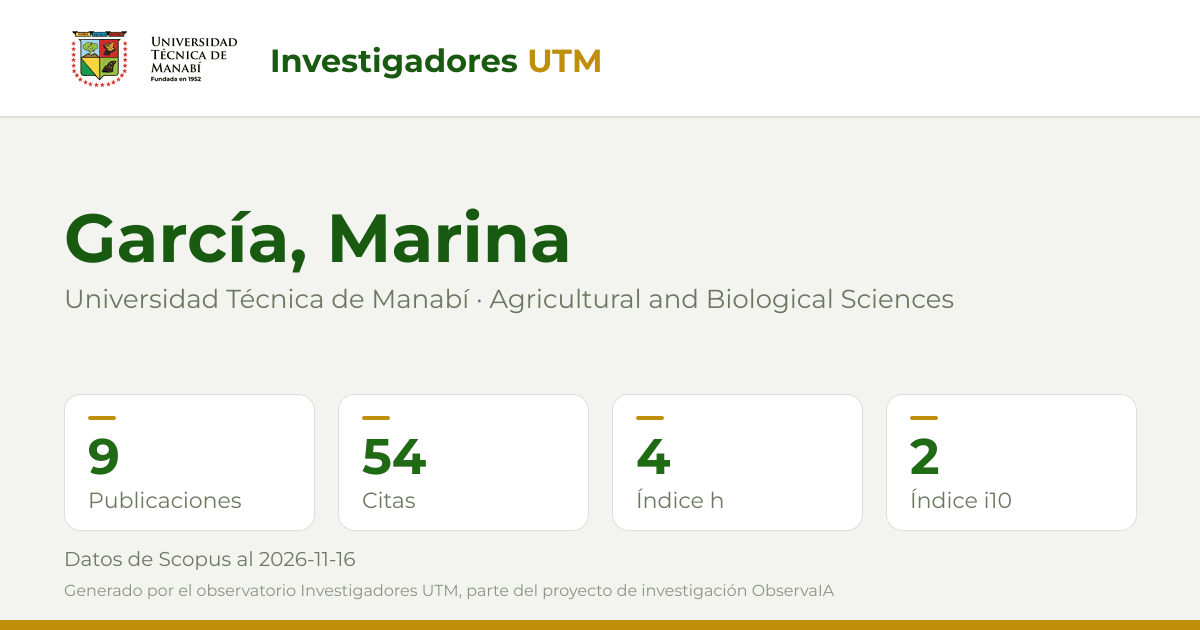 UNIVERSIDAD
TÉCNICA DE
MANABÍ
Fundada en 1952
Investigadores UTM
García, Marina
Universidad Técnica de Manabí · Agricultural and Biological Sciences
9
Publicaciones
54
Citas
4
Índice h
2
Índice i10
Datos de Scopus al 2026-11-16
Generado por el observatorio Investigadores UTM, parte del proyecto de investigación ObservaIA